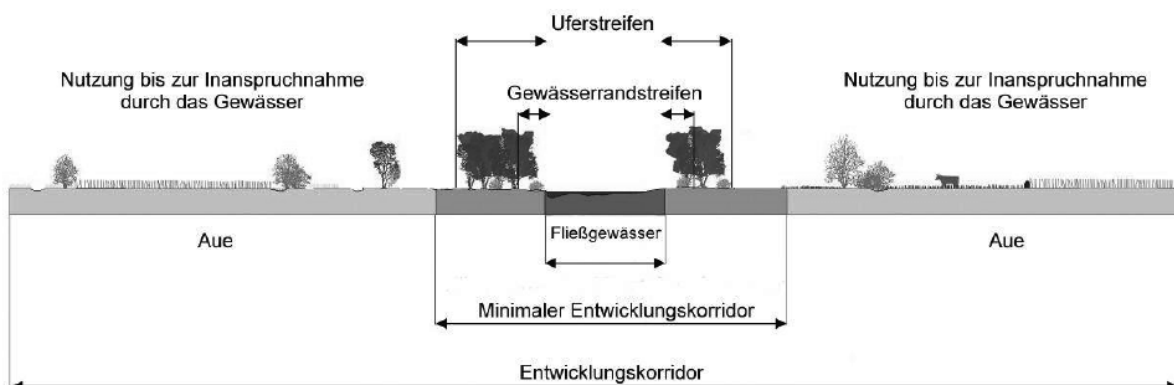 Uferstreifen
Nutzung bis zur Inanspruchnahme
durch das Gewässer
Gewässerrandstreifen
Nutzung bis zur Inanspruchnahme
durch das Gewässer
Aue
Fließgewässer
Aue
Minimaler Entwicklungskorridor
Entwicklungskorridor